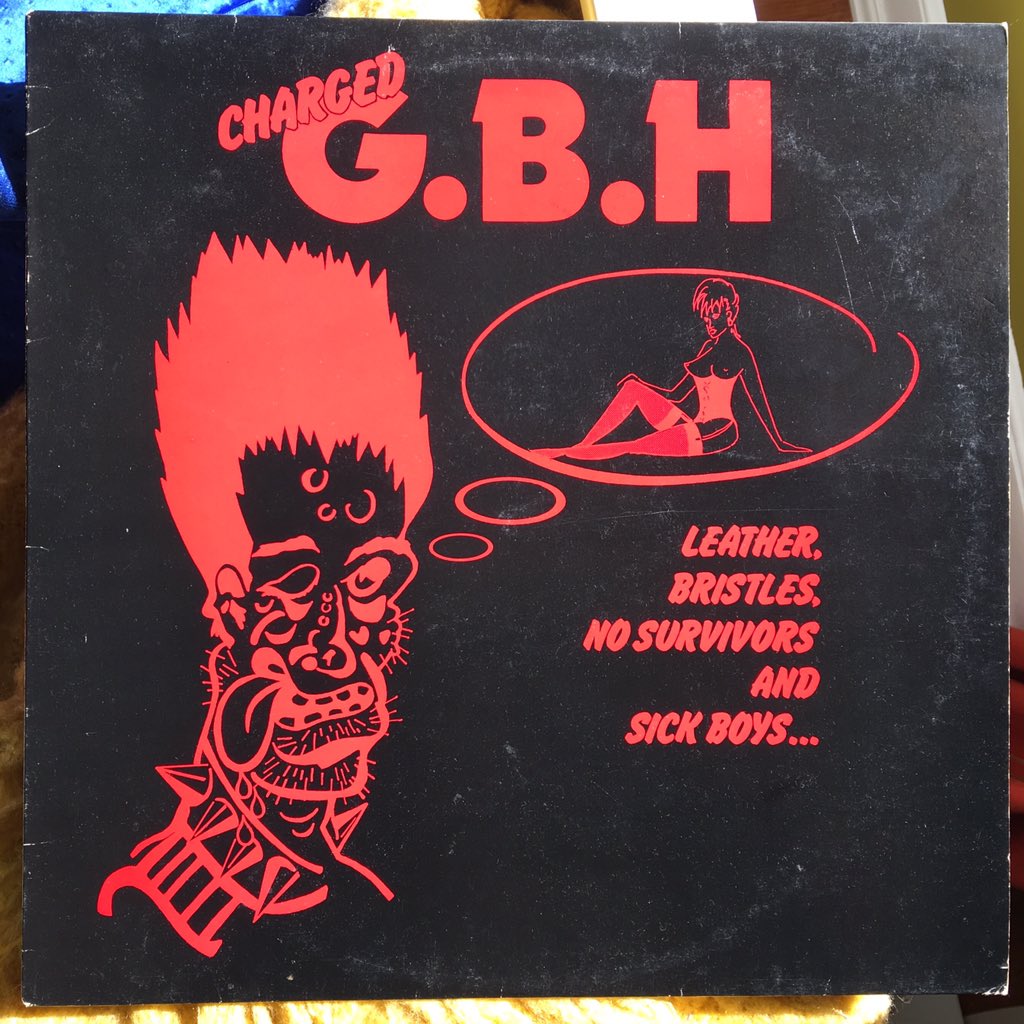 CHARGED
G.B.H
LEATHER,
BRISTLES,
NO SURVIVORS
AND
SICK BOYS...